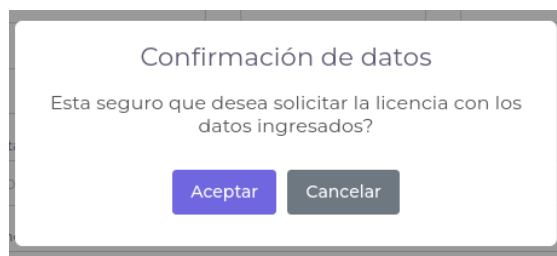 Confirmación de datos
Esta seguro que desea solicitar la licencia con los
datos ingresados?
Aceptar
Cancelar